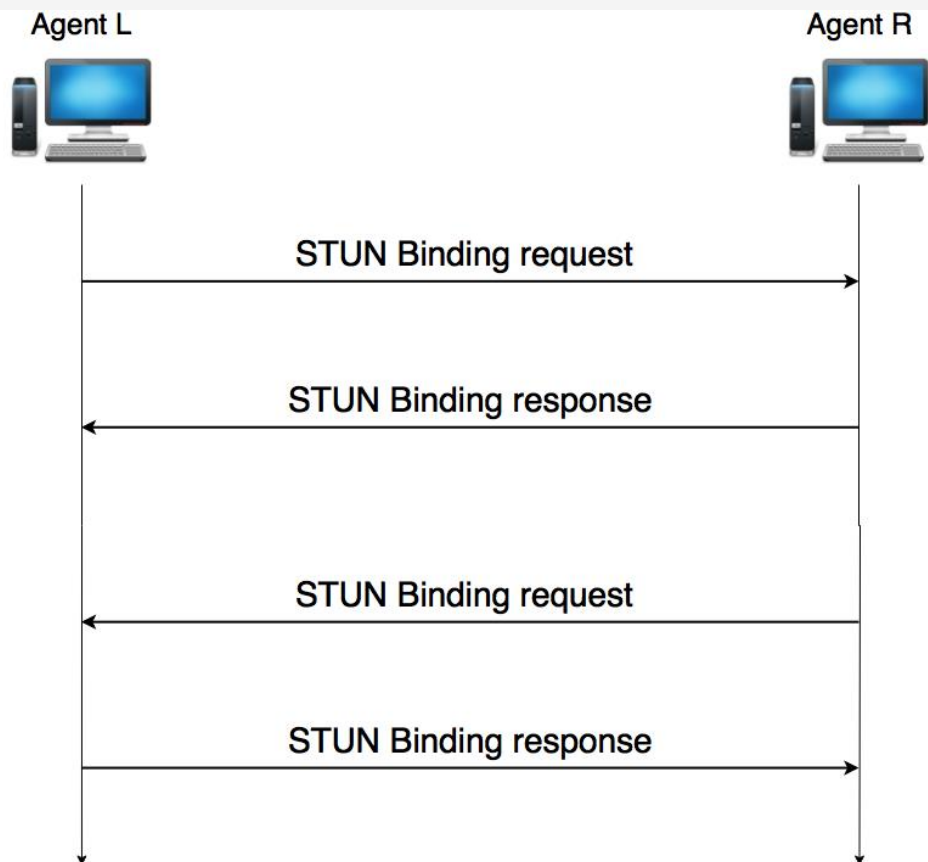 Agent L
Agent R
STUN Binding request
STUN Binding response
STUN Binding request
STUN Binding response